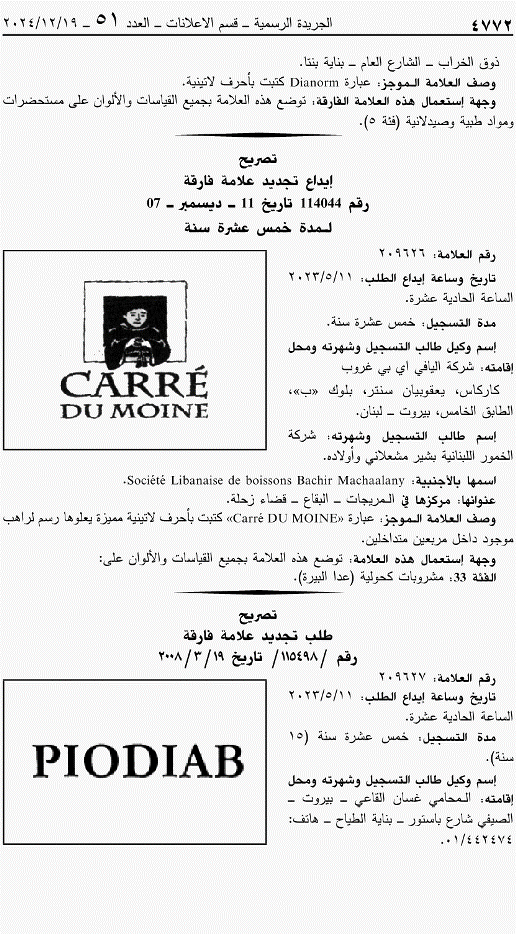 ٤٧٧٢
الجريدة الرسمية – قسم الاعلانات – العدد ٥١ – ٢٠٢٤/١٢/١٩
ذوق الخراب – الشارع العام – بناية بنتا.
وصف العلامة الـموجز: عبارة Dianorm كتبت بأحرف لاتينية.
وجهة إستعمال هذه العلامة الفارقة: توضع هذه العلامة بجميع القياسات والألوان على مستحضرات
ومواد طبية وصيدلانية (فئة ٥).
تصريح
إيداع تجديد علامة فارقة
رقم 114044 تاريخ 11 – ديسمبر – 07
لـمدة خمس عشرة سنة
رقم العلامة: ٢٠٩٦٢٦
تاريخ وساعة إيداع الطلب: ٢٠٢٣/٥/١١
الساعة الحادية عشرة.
مدة التسجيل: خمس عشرة سنة.
إسم وكيل طالب التسجيل وشهرته ومحل
إقامته: شركة اليافي اي بي غروب
كاركاس، يعقوبيان سنتر، بلوك «ب»،
الطابق الخامس، بيروت – لبنان.
إسم طالب التسجيل وشهرته: شركة
الخمور اللبنانية بشير مشعلاني وأولاده.
CARRÉ
DU MOINE
اسمها بالأجنبية: Société Libanaise de boissons Bachir Machaalany.
عنوانها: مركزها في الـمريجات – البقاع – قضاء زحلة.
وصف العلامة الـموجز: عبارة «Carré DU MOINE» كتبت بأحرف لاتينية مميزة يعلوها رسم لراهب
موجود داخل مربعين متداخلين.
وجهة إستعمال هذه العلامة: توضع هذه العلامة بجميع القياسات والألوان على:
الفئة 33: مشروبات كحولية (عدا البيرة).
تصريح
طلب تجديد علامة فارقة
رقم /١١٥٤٩٨/ تاريخ ١٩/ ٣/ ٢٠٠٨
رقم العلامة: ٢٠٩٦٢٧
تاريخ وساعة إيداع الطلب: ٢٠٢٣/٥/١١
الساعة الحادية عشرة.
مدة التسجيل: خمس عشرة سنة (١٥
سنة).
إسم وكيل طالب التسجيل وشهرته ومحل
إقامته: الـمحامي غسان القاعي – بيروت –
الصيفي شارع باستور – بناية الطياح – هاتف:
٠١/٤٤٢٤٧٤.
PIODIAB